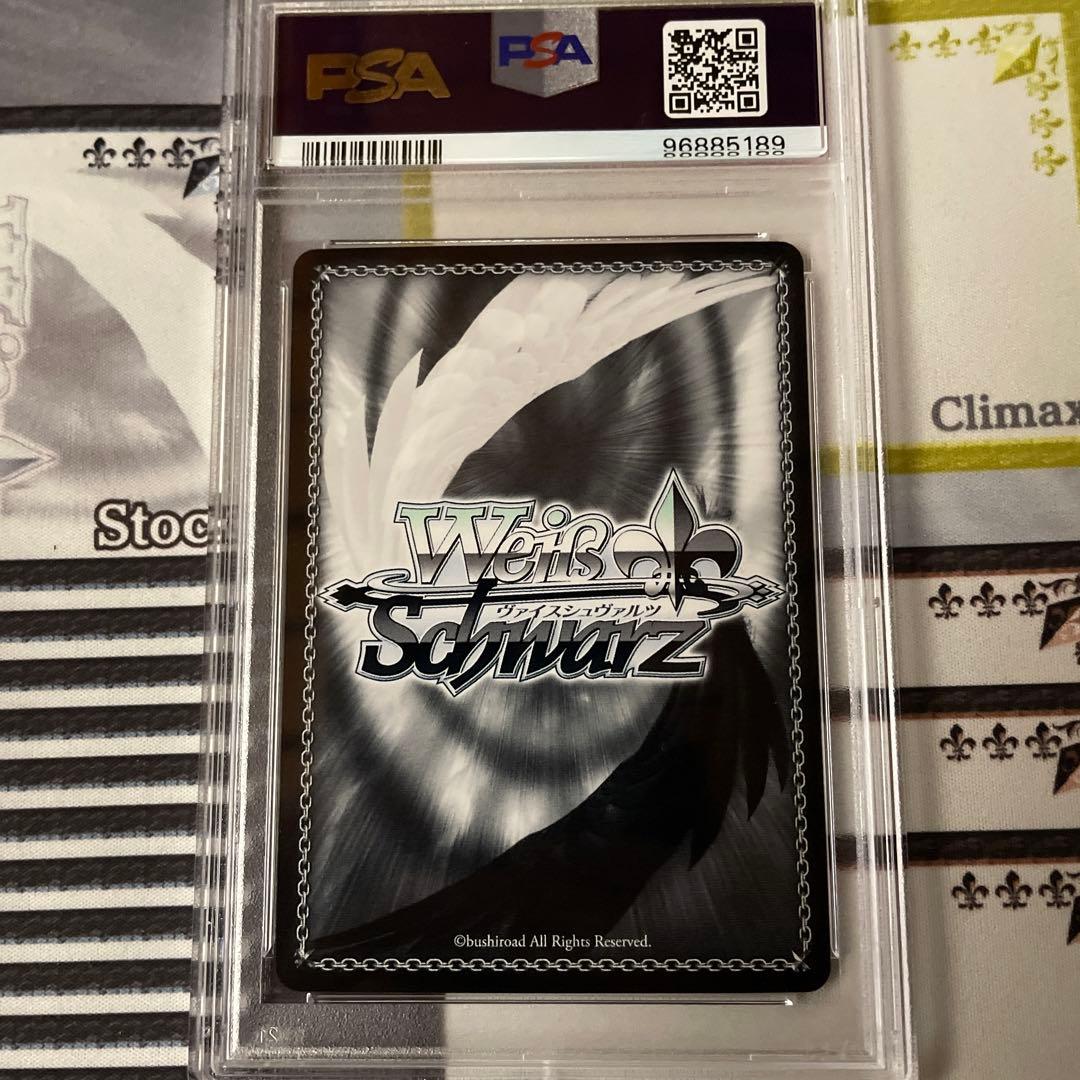 PSA
PSA
96885189
Climax
Stoc
Weiß
ヴァイスシュヴァルツ
Schwarz
©bushiroad All Rights Reserved.